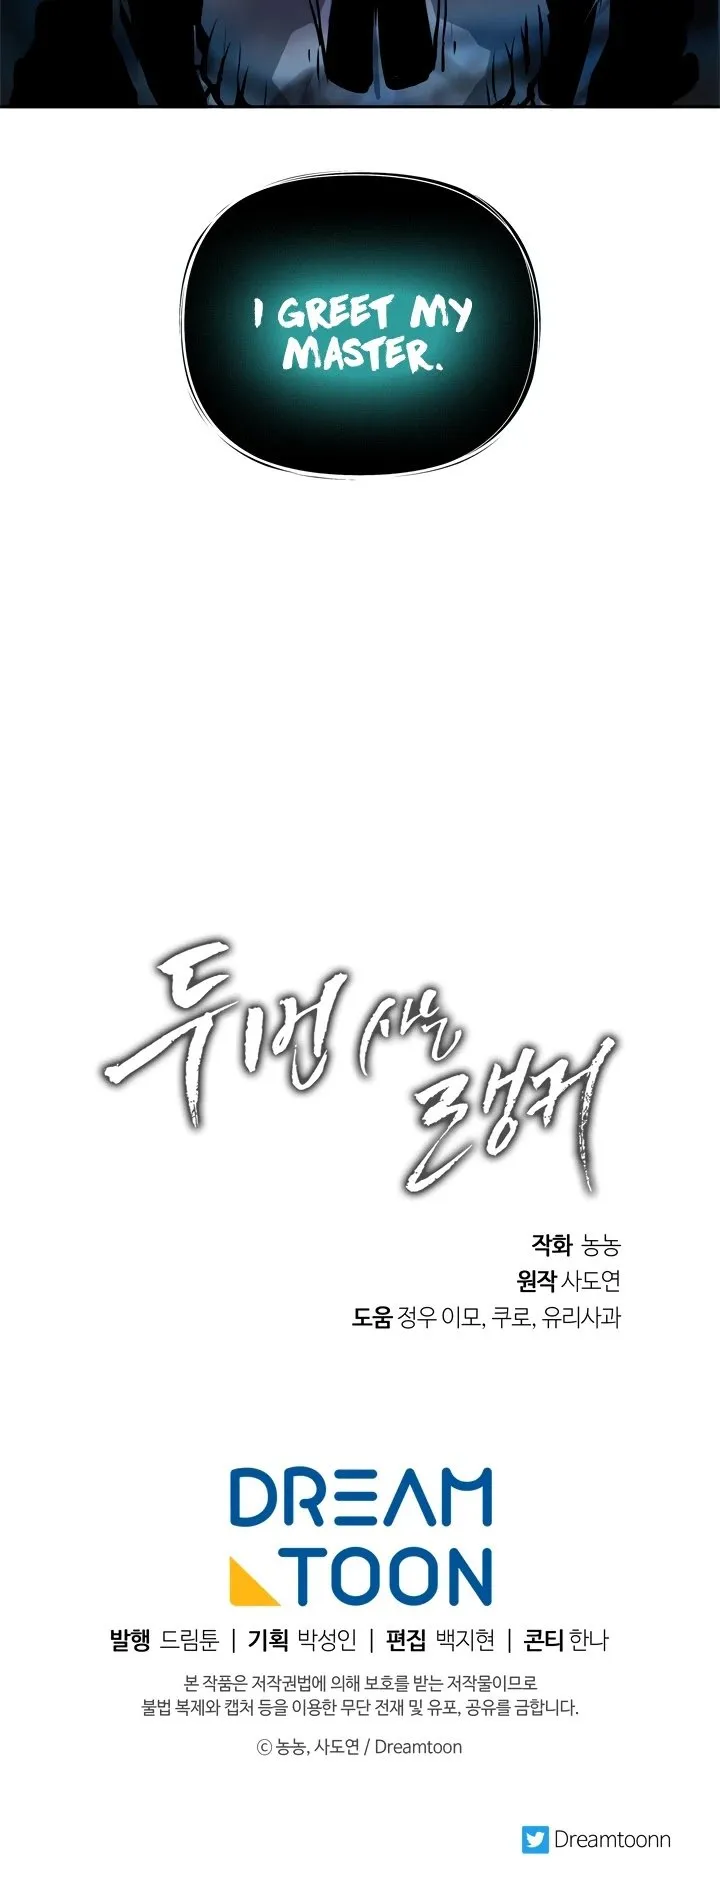 I GREET MY
MASTER.
두 번 사는
랭커
작화 농농
원작 사도연
도움 정우 이모, 쿠로, 유리사과
DREAM
TOON
발행 드림툰 | 기획 박성인 | 편집 백지현 | 콘티 한나
본 작품은 저작권법에 의해 보호를 받는 저작물이므로
불법 복제와 캡처 등을 이용한 무단 전재 및 유포, 공유를 금합니다.
ⓒ 농농, 사도연 / Dreamtoon
Dreamtoonn